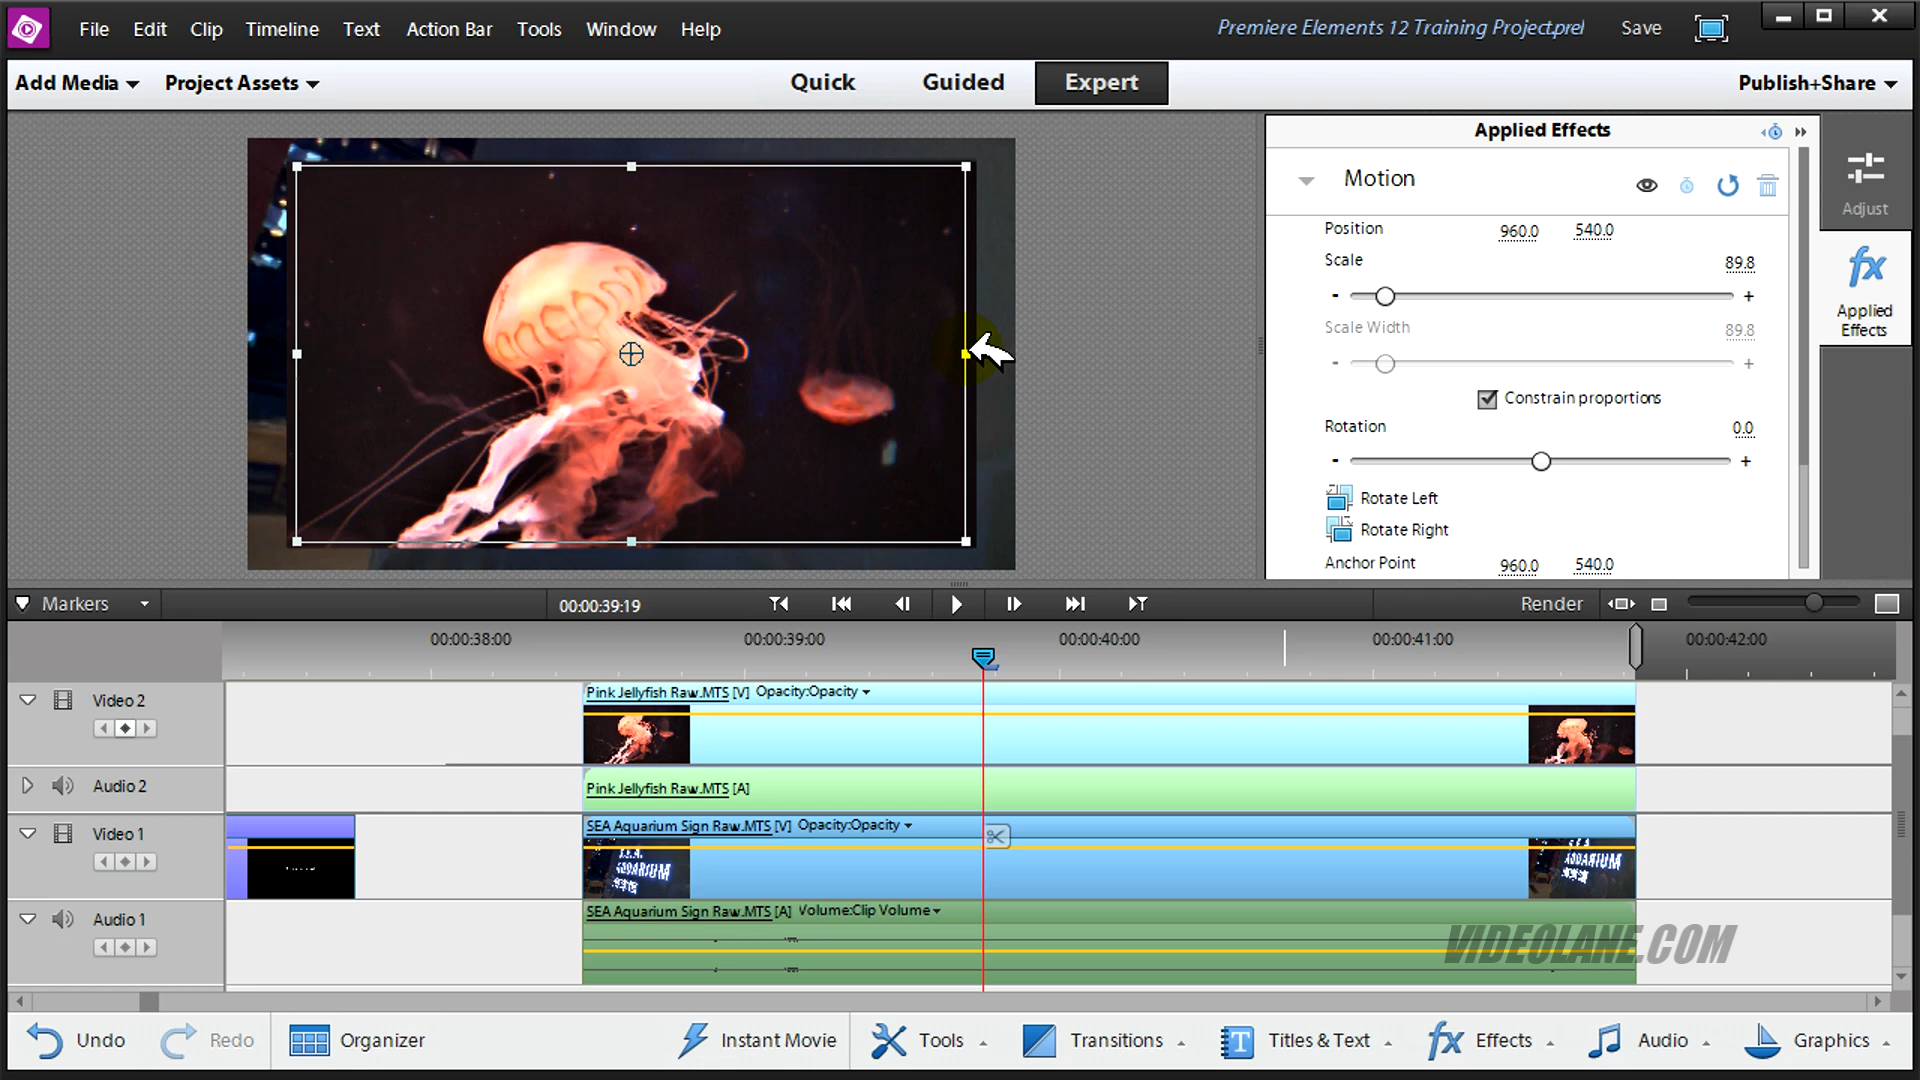 File Edit Clip Timeline Text Action Bar Tools Window Help
Premiere Elements 12 Training Project.prel Save
Add Media Project Assets
Quick Guided Expert
Publish+Share
Applied Effects
Motion
Position 960.0 540.0
Scale 89.8
- +
Scale Width 89.8
- +
Constrain proportions
Rotation 0.0
- +
Rotate Left
Rotate Right
Anchor Point 960.0 540.0
Adjust
fx
Applied
Effects
Markers 00:00:39:19 Render
00:00:38:00 00:00:39:00 00:00:40:00 00:00:41:00 00:00:42:00
Video 2
Pink Jellyfish Raw.MTS [V] Opacity:Opacity
Audio 2
Pink Jellyfish Raw.MTS [A]
Video 1
SEA Aquarium Sign Raw.MTS [V] Opacity:Opacity
S.E.A.
AQUARIUM
S.E.A.
AQUARIUM
Audio 1
SEA Aquarium Sign Raw.MTS [A] Volume:Clip Volume
VIDEOLANE.COM
Undo Redo Organizer Instant Movie Tools Transitions T Titles & Text fx Effects Audio Graphics